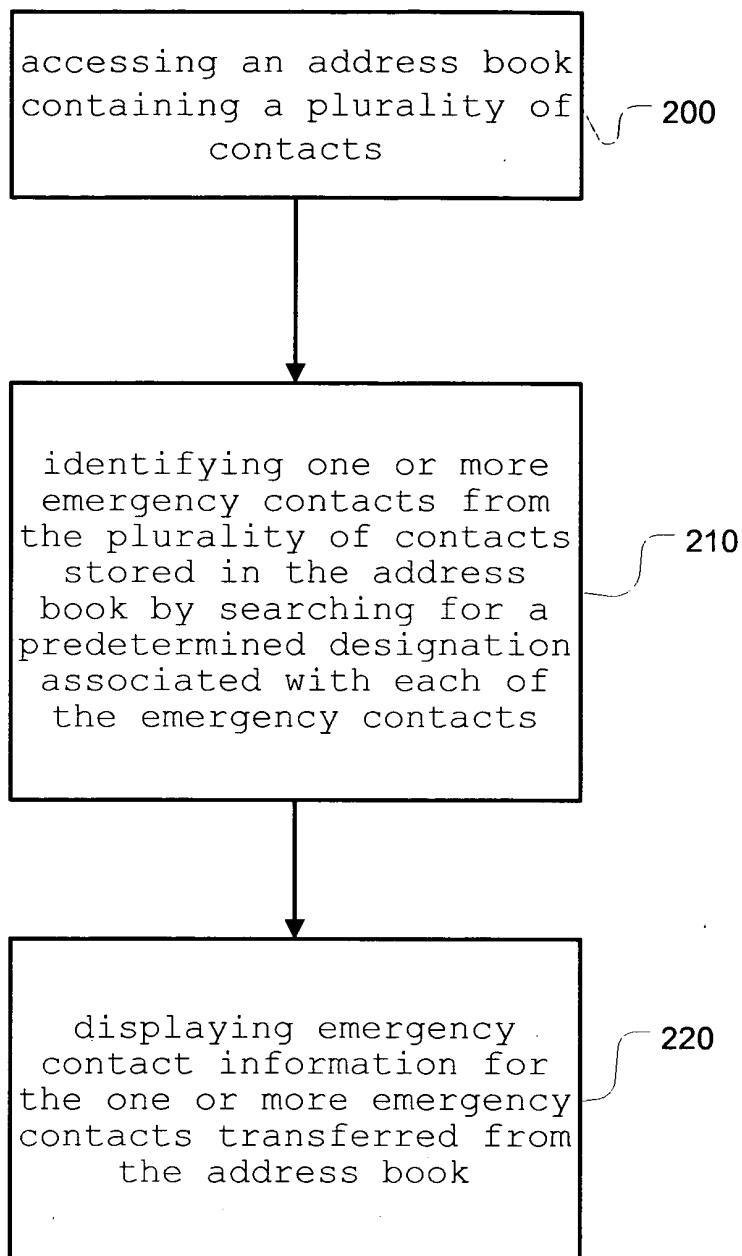 accessing an address book
containing a plurality of
contacts
200
identifying one or more
emergency contacts from
the plurality of contacts
stored in the address
book by searching for a
predetermined designation
associated with each of
the emergency contacts
210
displaying emergency
contact information for
the one or more emergency
contacts transferred from
the address book
220